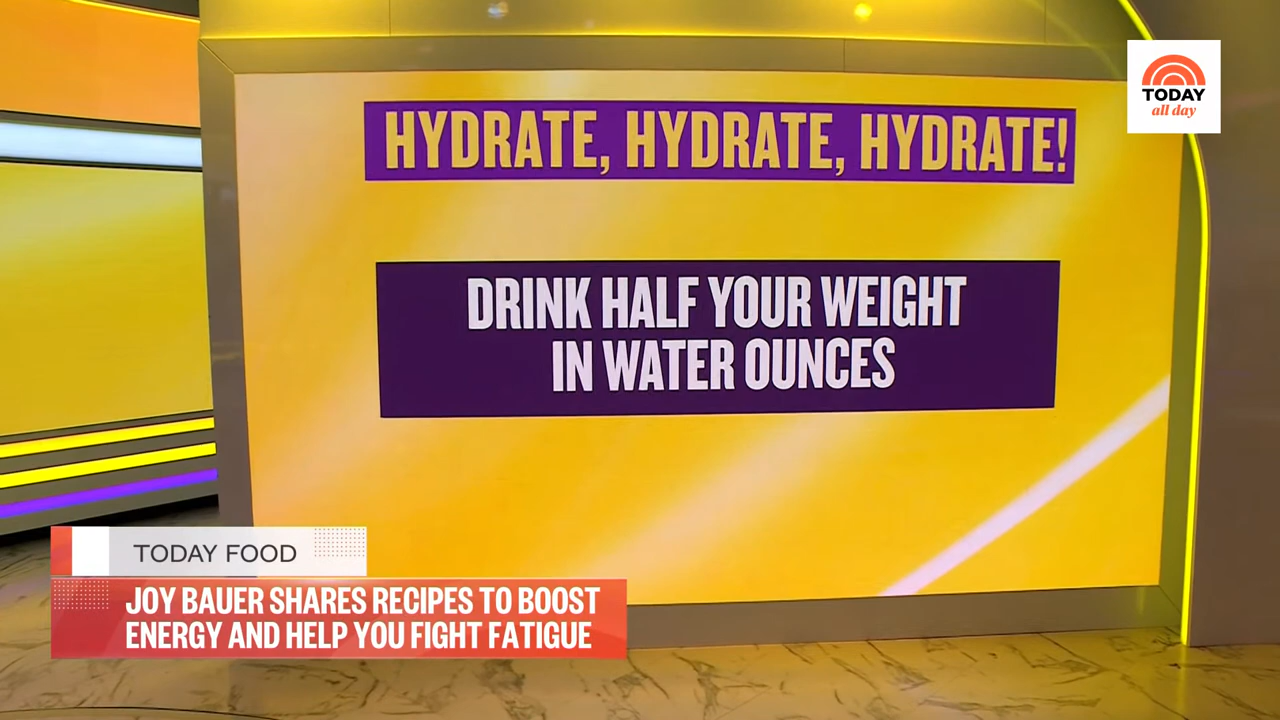 HYDRATE, HYDRATE, HYDRATE!
TODAY
all day
DRINK HALF YOUR WEIGHT
IN WATER OUNCES
TODAY FOOD
JOY BAUER SHARES RECIPES TO BOOST
ENERGY AND HELP YOU FIGHT FATIGUE